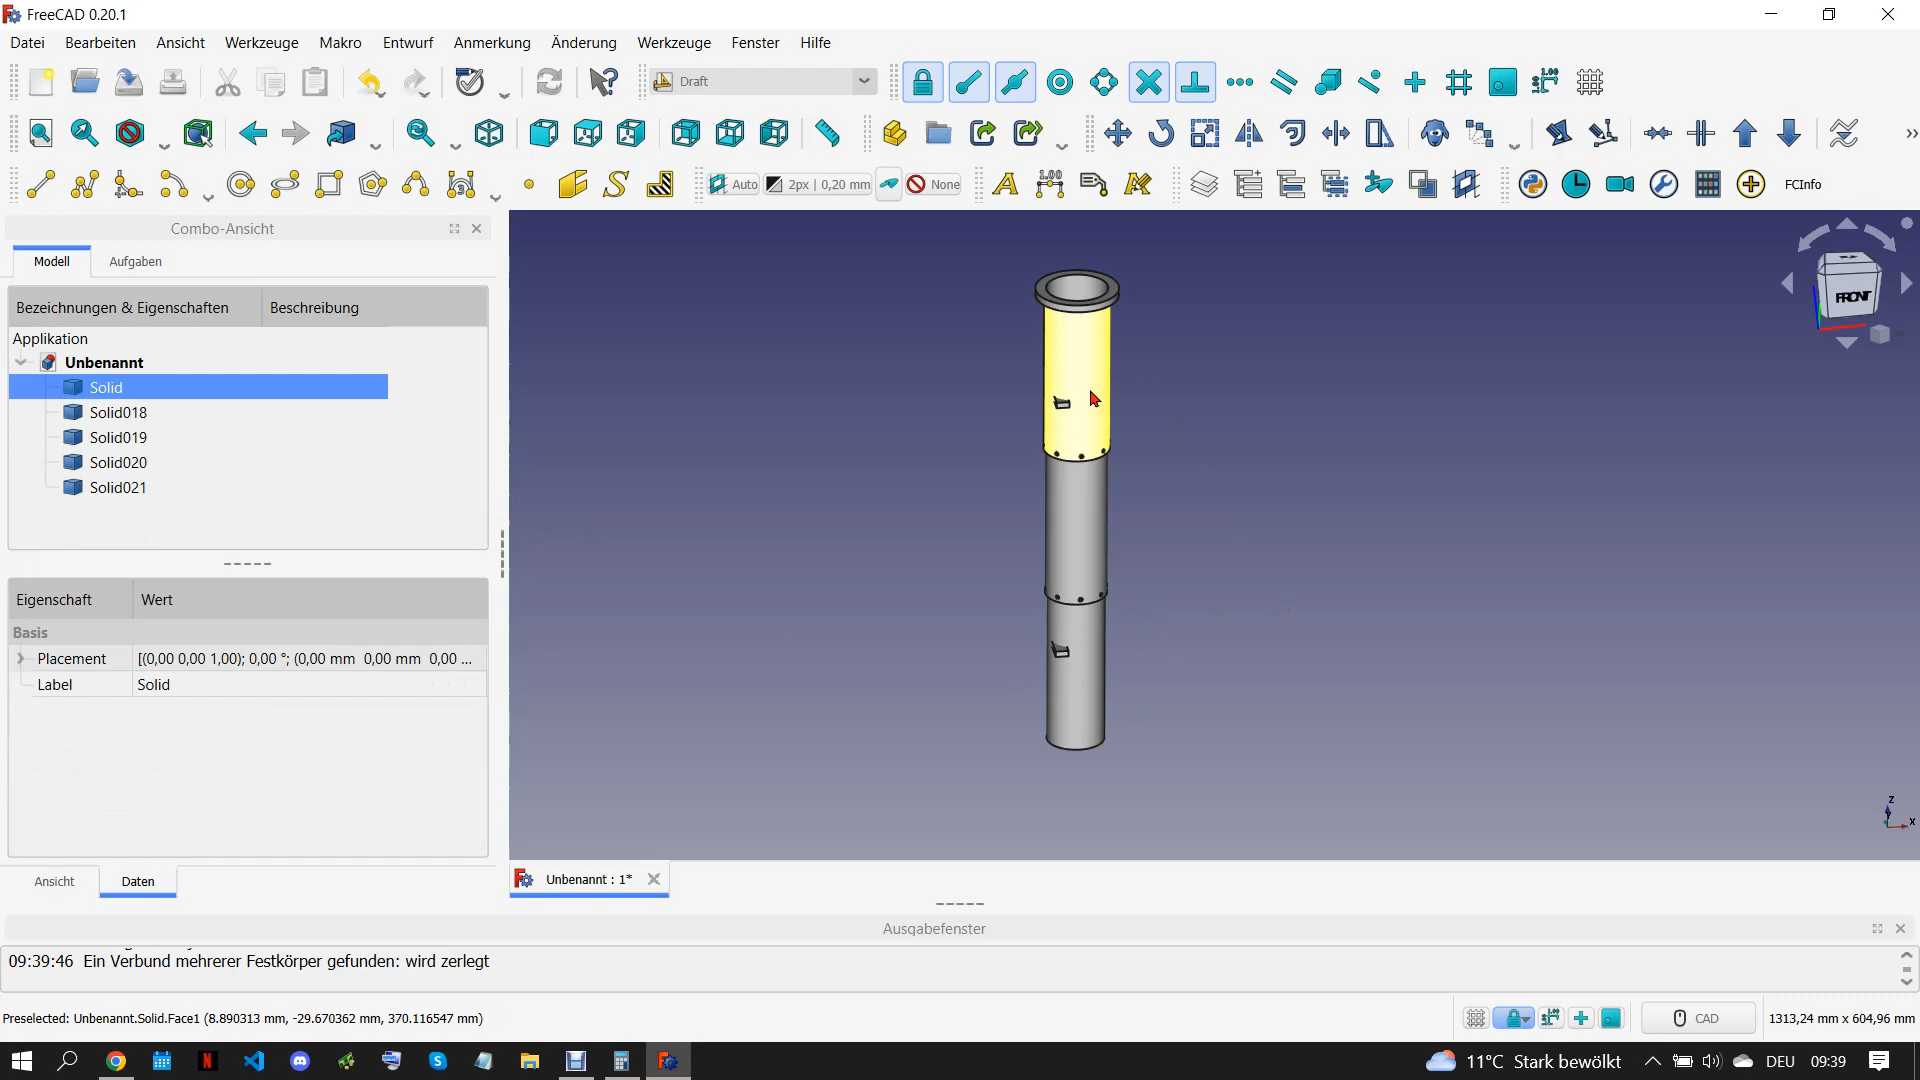 FreeCAD 0.20.1
Datei Bearbeiten Ansicht Werkzeuge Makro Entwurf Anmerkung Änderung Werkzeuge Fenster Hilfe
Draft
1.00
Auto 2px | 0,20 mm None 1.00 FCInfo
Combo-Ansicht
Modell Aufgaben
Bezeichnungen & Eigenschaften Beschreibung
Applikation
Unbenannt
Solid
Solid018
Solid019
Solid020
Solid021
FRONT
Eigenschaft Wert
Basis
Placement [(0,00 0,00 1,00); 0,00 °; (0,00 mm 0,00 mm 0,00 ...
Label Solid
Z
X
Ansicht Daten
Unbenannt : 1*
Ausgabefenster
09:39:46 Ein Verbund mehrerer Festkörper gefunden: wird zerlegt
Preselected: Unbenannt.Solid.Face1 (8.890313 mm, -29.670362 mm, 370.116547 mm)
CAD 1313,24 mm x 604,96 mm
11°C Stark bewölkt DEU 09:39